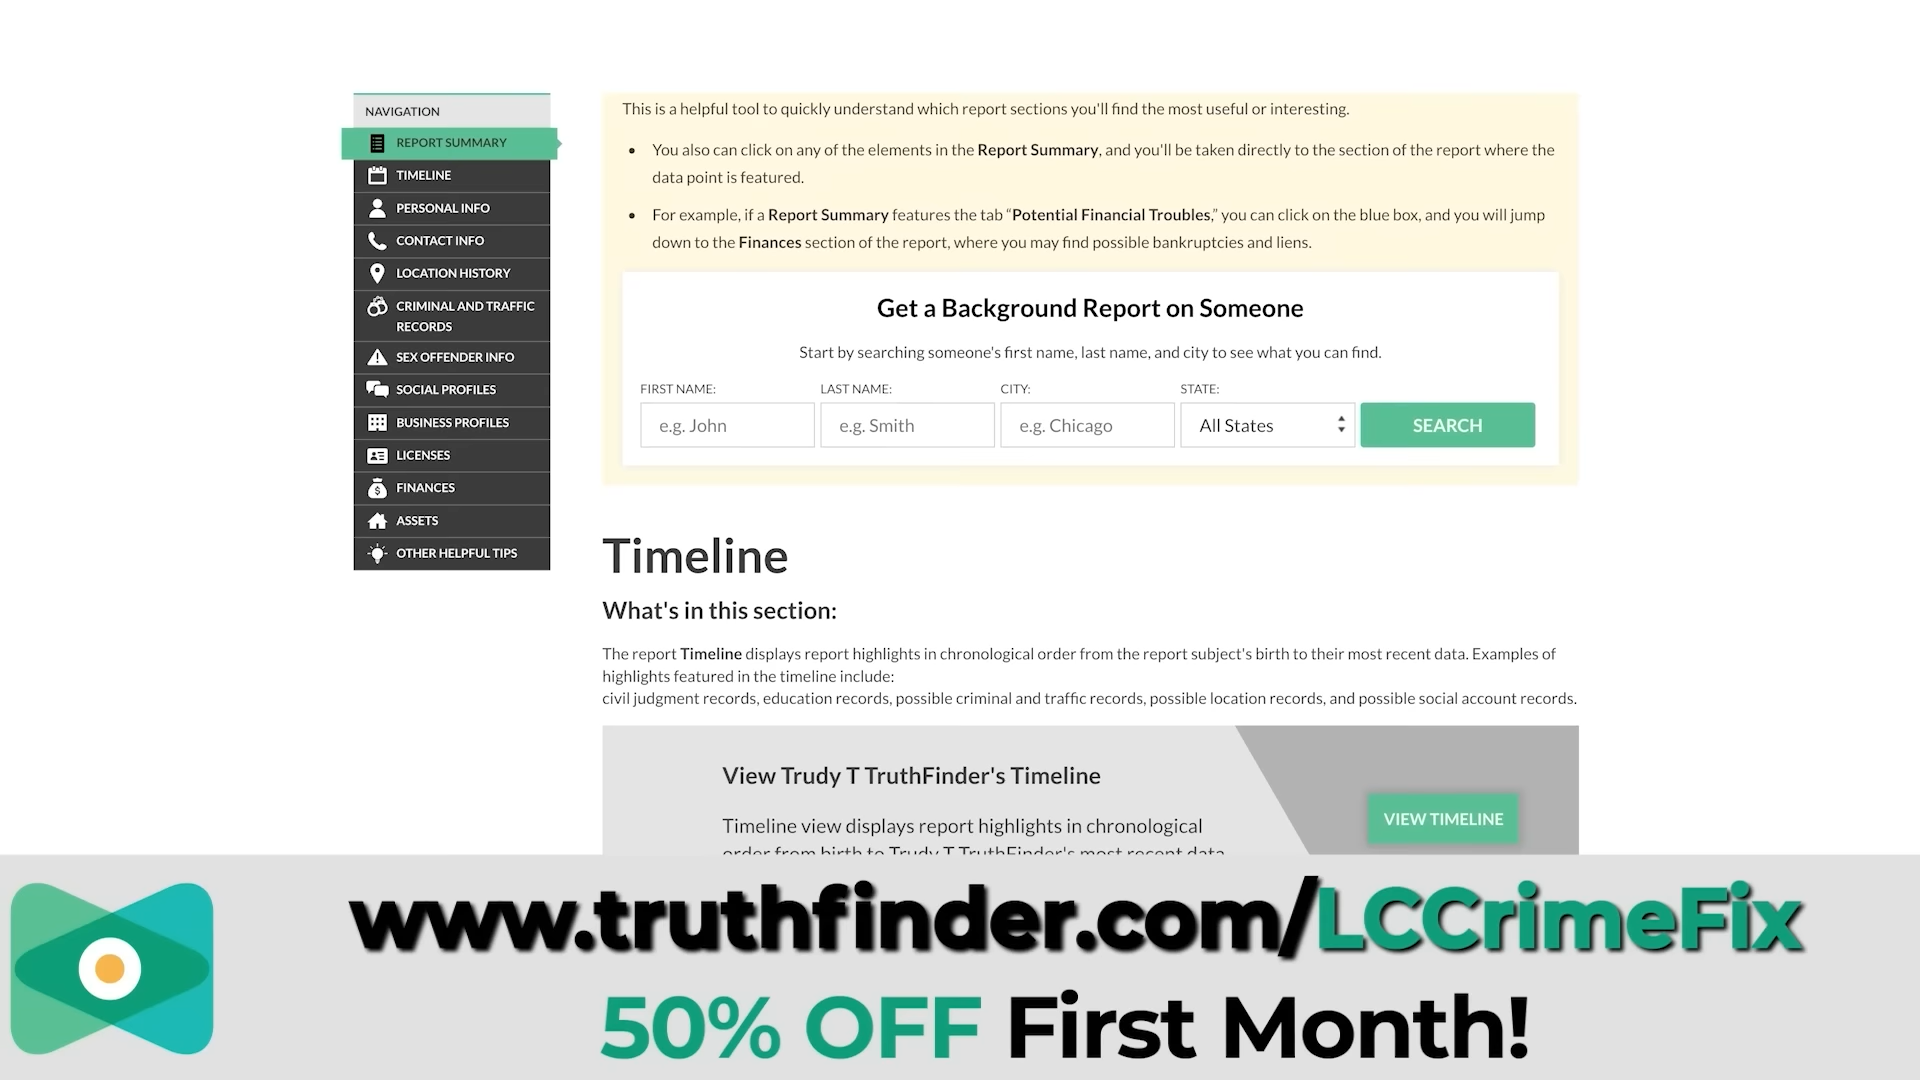 NAVIGATION
REPORT SUMMARY
TIMELINE
PERSONAL INFO
CONTACT INFO
LOCATION HISTORY
CRIMINAL AND TRAFFIC
RECORDS
SEX OFFENDER INFO
SOCIAL PROFILES
BUSINESS PROFILES
LICENSES
FINANCES
ASSETS
OTHER HELPFUL TIPS
This is a helpful tool to quickly understand which report sections you'll find the most useful or interesting.
• You also can click on any of the elements in the Report Summary, and you'll be taken directly to the section of the report where the
data point is featured.
• For example, if a Report Summary features the tab “Potential Financial Troubles,” you can click on the blue box, and you will jump
down to the Finances section of the report, where you may find possible bankruptcies and liens.
Get a Background Report on Someone
Start by searching someone's first name, last name, and city to see what you can find.
FIRST NAME: LAST NAME: CITY: STATE:
e.g. John e.g. Smith e.g. Chicago All States SEARCH
Timeline
What's in this section:
The report Timeline displays report highlights in chronological order from the report subject's birth to their most recent data. Examples of
highlights featured in the timeline include:
civil judgment records, education records, possible criminal and traffic records, possible location records, and possible social account records.
View Trudy T TruthFinder's Timeline
VIEW TIMELINE
Timeline view displays report highlights in chronological
order from birth to Trudy T TruthFinder's most recent data
www.truthfinder.com/LCCrimeFix
50% OFF First Month!